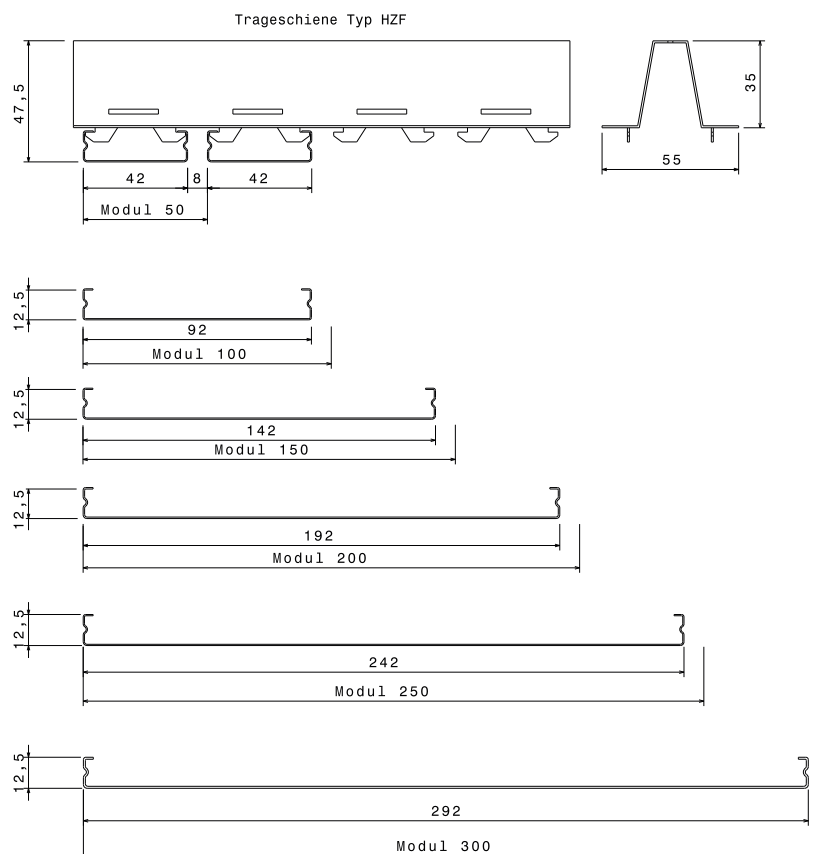 Trageschiene Typ HZF
47,5
35
42 8 42
55
Modul 50
12,5
92
Modul 100
12,5
142
Modul 150
12,5
192
Modul 200
12,5
242
Modul 250
12,5
292
Modul 300